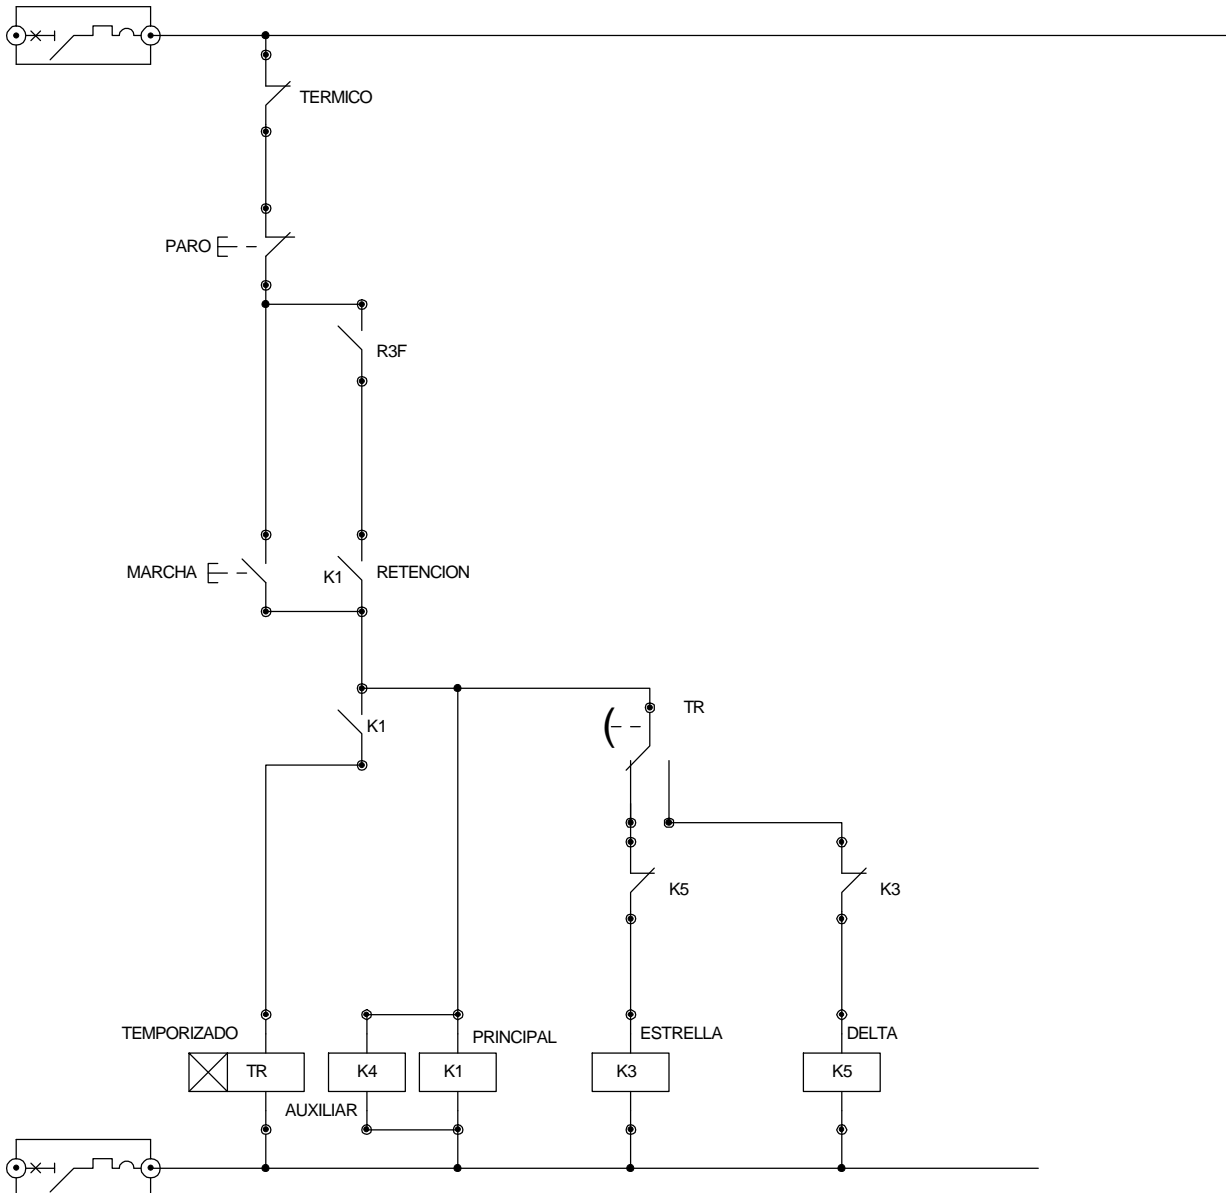 TERMICO
PARO
R3F
MARCHA
K1
RETENCION
K1
TR
K5
K3
TEMPORIZADO
PRINCIPAL
ESTRELLA
DELTA
TR
K4
K1
K3
K5
AUXILIAR